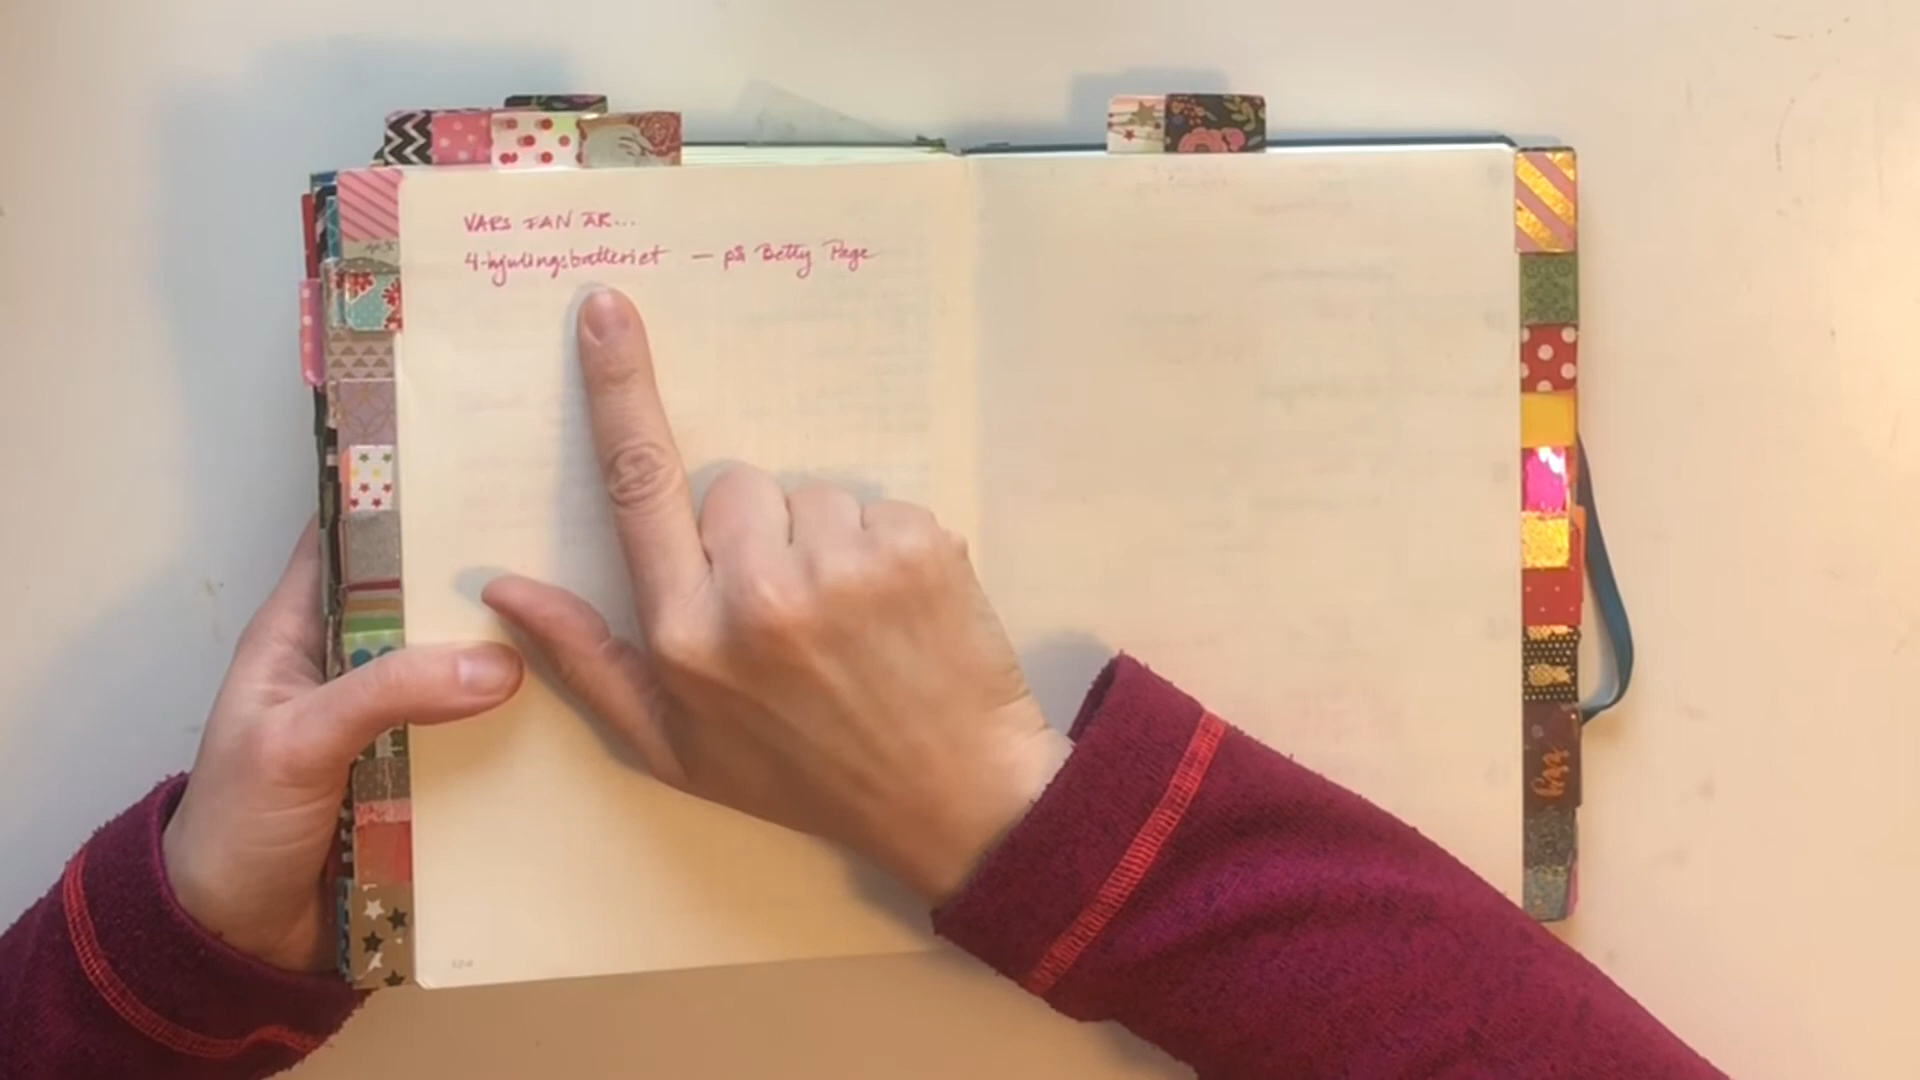 VARS FAN ÄR...
4-hjulingsbatteriet — på Betty Page